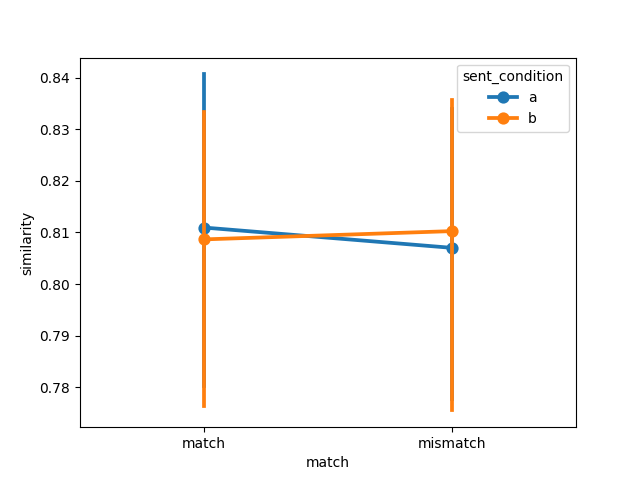 0.84
0.83
0.82
0.81
0.80
0.79
0.78
similarity
sent_condition
a
b
match
mismatch
match